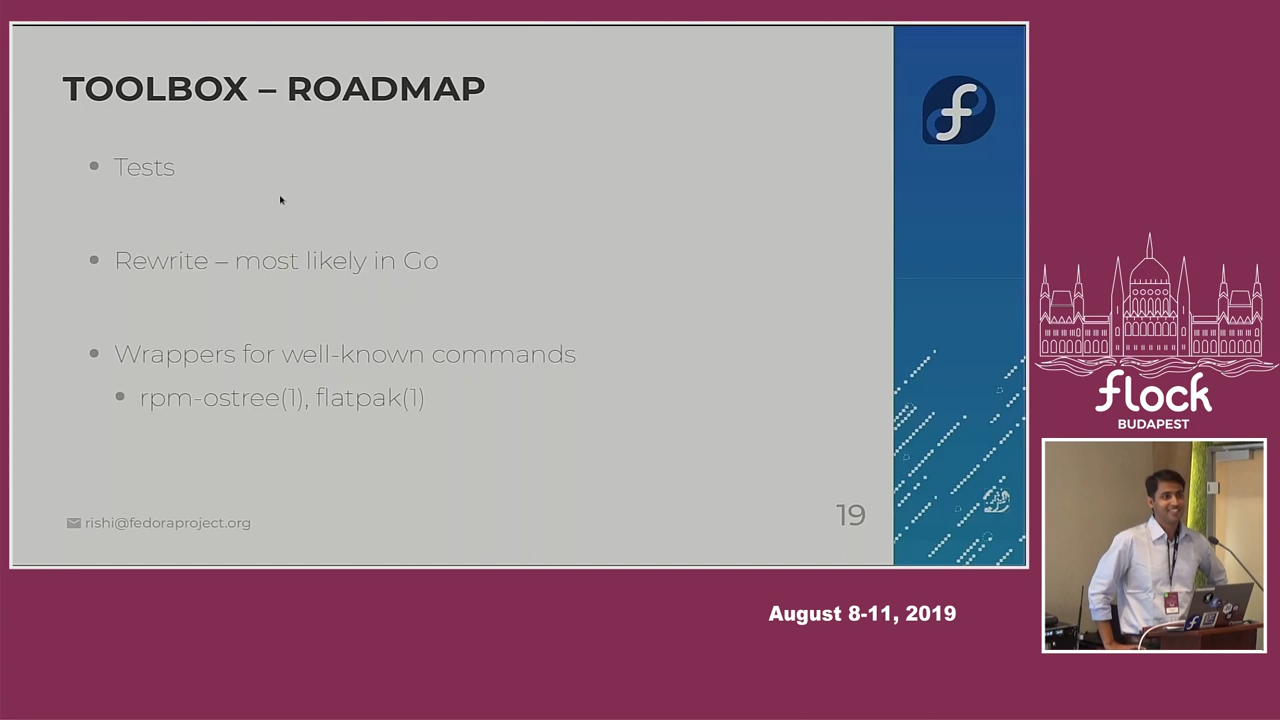 TOOLBOX – ROADMAP
Tests
Rewrite – most likely in Go
Wrappers for well-known commands
rpm-ostree(1), flatpak(1)
rishi@fedoraproject.org
19
flock
BUDAPEST
August 8-11, 2019